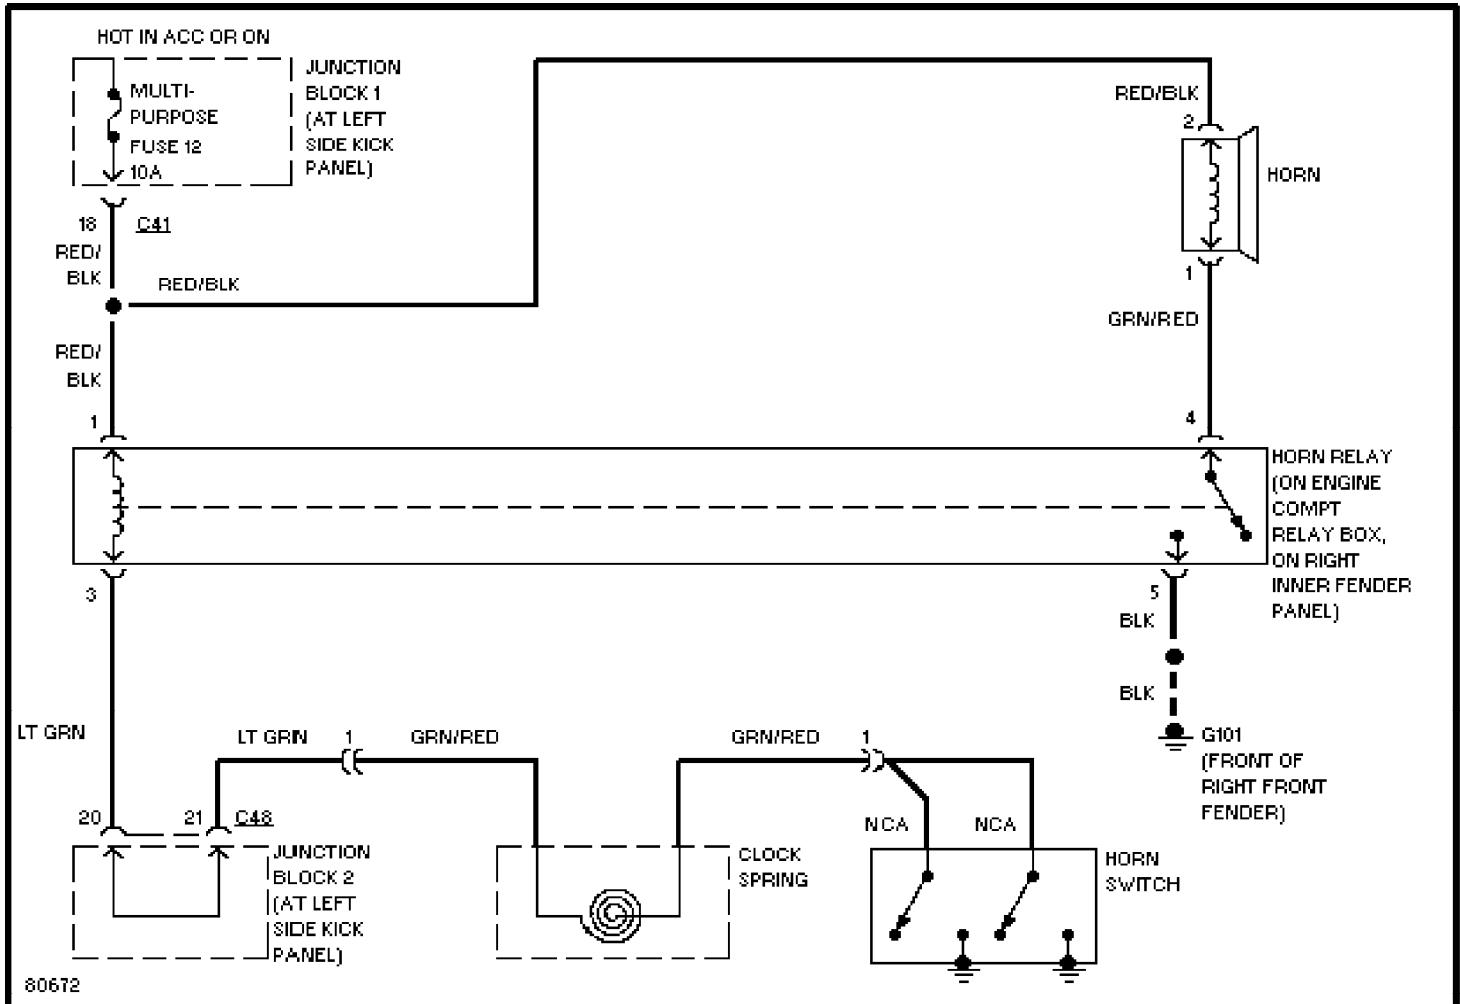 HOT IN ACC OR ON
MULTI-
PURPOSE
FUSE 12
10A
JUNCTION
BLOCK 1
(AT LEFT
SIDE KICK
PANEL)
18
C41
RED/
BLK
RED/BLK
RED/
BLK
1
RED/BLK
2
HORN
1
GRN/RED
4
HORN RELAY
(ON ENGINE
COMPT
RELAY BOX,
ON RIGHT
INNER FENDER
PANEL)
3
5
BLK
BLK
G101
(FRONT OF
RIGHT FRONT
FENDER)
LT GRN
LT GRN
1
GRN/RED
GRN/RED
1
20
21
C48
NCA
NCA
JUNCTION
BLOCK 2
(AT LEFT
SIDE KICK
PANEL)
CLOCK
SPRING
HORN
SWITCH
80672